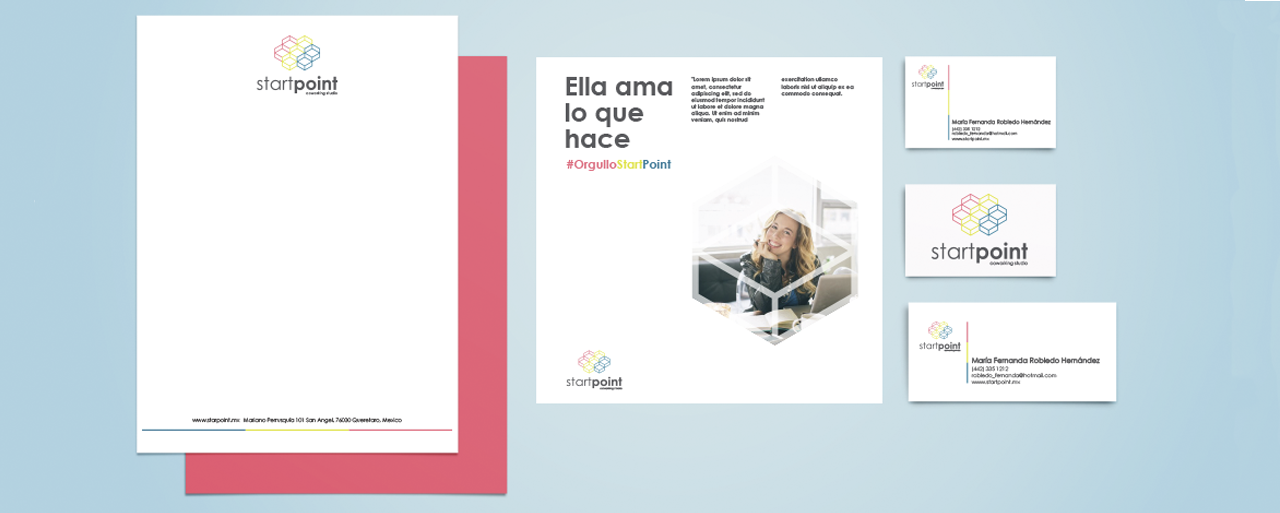 startpoint
coworking studio
www.starpoint.mx Mariano Perrusquía 101 San Angel, 76030 Queretaro, Mexico
Ella ama
lo que
hace
#OrgulloStartPoint
"Lorem ipsum dolor sit
amet, consectetur
adipiscing elit, sed do
eiusmod tempor incididunt
ut labore et dolore magna
aliqua. Ut enim ad minim
veniam, quis nostrud
exercitation ullamco
laboris nisi ut aliquip ex ea
commodo consequat.
startpoint
coworking studio
startpoint
María Fernanda Robledo Hernández
(442) 335 1212
robledo_fernanda@hotmail.com
www.startpoint.mx
startpoint
coworking studio
startpoint
María Fernanda Robledo Hernández
(442) 335 1212
robledo_fernanda@hotmail.com
www.startpoint.mx